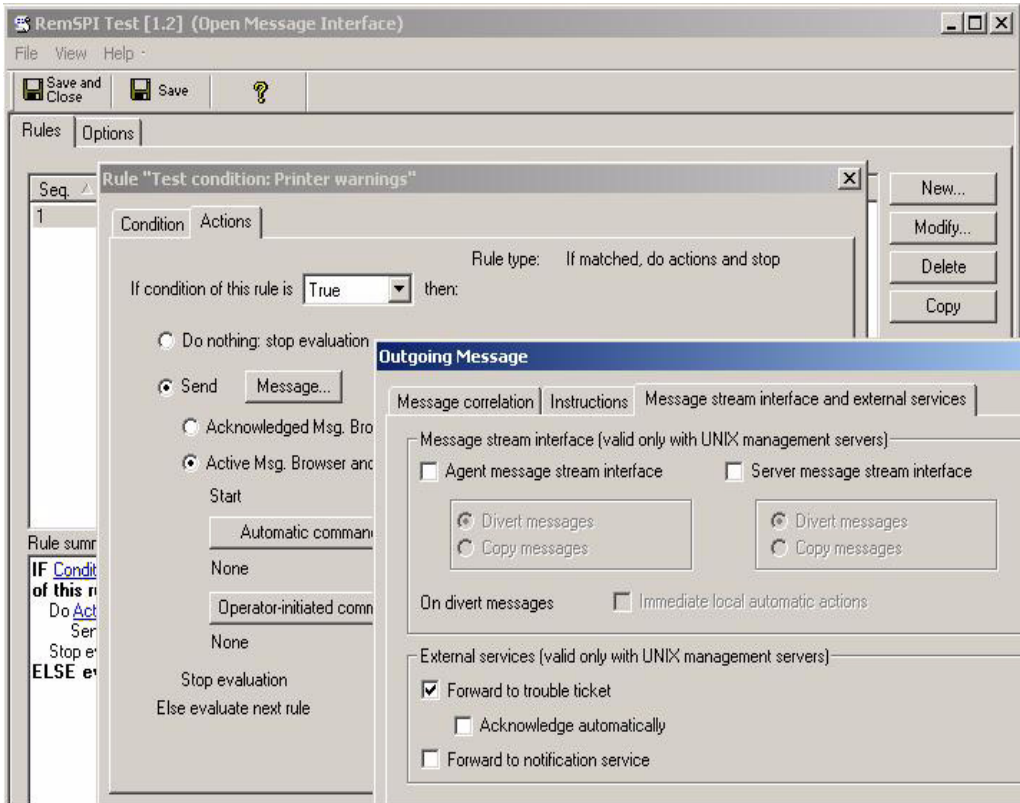 RemSPI Test [1.2] (Open Message Interface)
File View Help
Save and Close Save
Rules Options
Seq.
1
New...
Modify...
Delete
Copy
Rule "Test condition: Printer warnings"
Condition Actions
Rule type: If matched, do actions and stop
If condition of this rule is True then:
Do nothing: stop evaluation
Send Message...
Acknowledged Msg.
Active Msg. Browser and
Start
Automatic
None
Operator-initiated
None
Stop evaluation
Else evaluate next rule
Rule
IF
of this
Do
Stop
ELSE
Outgoing Message
Message correlation Instructions Message stream interface and external services
Message stream interface (valid only with UNIX management servers)
Agent message stream interface Server message stream interface
Divert messages Divert messages
Copy messages Copy messages
On divert messages Immediate local automatic actions
External services (valid only with UNIX management servers)
Forward to trouble ticket
Acknowledge automatically
Forward to notification service